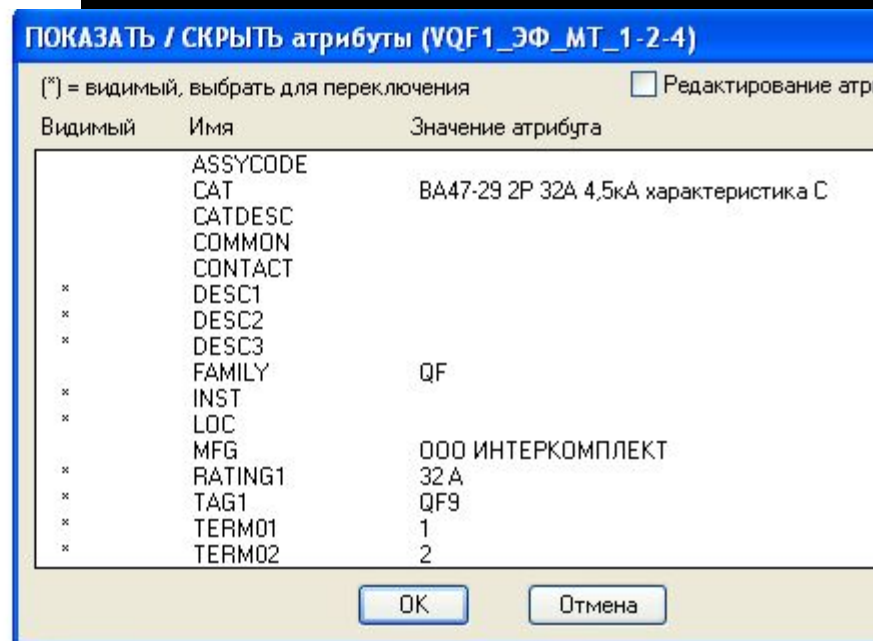 ПОКАЗАТЬ / СКРЫТЬ атрибуты (VQF1_ЭФ_МТ_1-2-4)
(*) = видимый, выбрать для переключения Редактирование атр
Видимый Имя Значение атрибута
ASSYCODE
CAT ВА47-29 2P 32А 4,5кА характеристика С
CATDESC
COMMON
CONTACT
* DESC1
* DESC2
* DESC3
FAMILY QF
* INST
* LOC
MFG ООО ИНТЕРКОМПЛЕКТ
* RATING1 32 А
* TAG1 QF9
* TERM01 1
* TERM02 2
OK Отмена